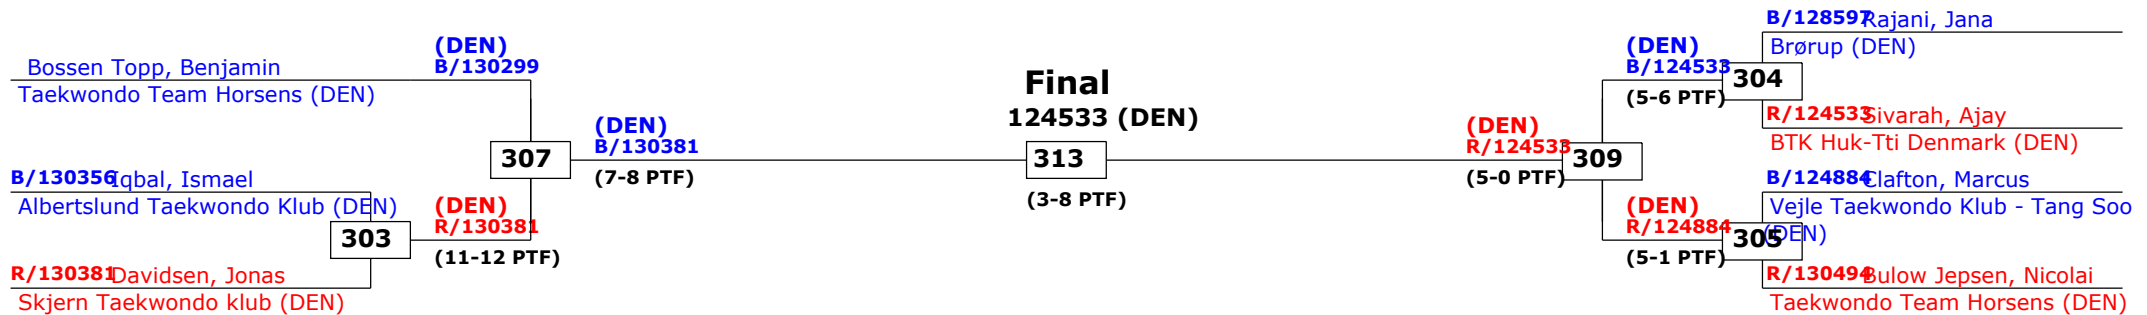 Bossen Topp, Benjamin
Taekwondo Team Horsens (DEN)
(DEN)
B/130299
B/130356 Iqbal, Ismael
Albertslund Taekwondo Klub (DEN)
303
R/130381 Davidsen, Jonas
Skjern Taekwondo klub (DEN)
(DEN)
R/130381
(11-12 PTF)
307
(DEN)
B/130381
(7-8 PTF)
Final
124533 (DEN)
313
(3-8 PTF)
(DEN)
R/124533
(5-0 PTF)
309
(DEN)
B/124533
(5-6 PTF)
304
B/128597 Rajani, Jana
Brørup (DEN)
R/124533 Sivarah, Ajay
BTK Huk-Tti Denmark (DEN)
(DEN)
R/124884
(5-1 PTF)
305
B/124884 Clafton, Marcus
Vejle Taekwondo Klub - Tang Soo
(DEN)
R/130494 Bulow Jepsen, Nicolai
Taekwondo Team Horsens (DEN)